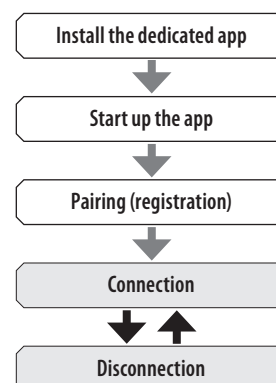 Install the dedicated app
Start up the app
Pairing (registration)
Connection
Disconnection